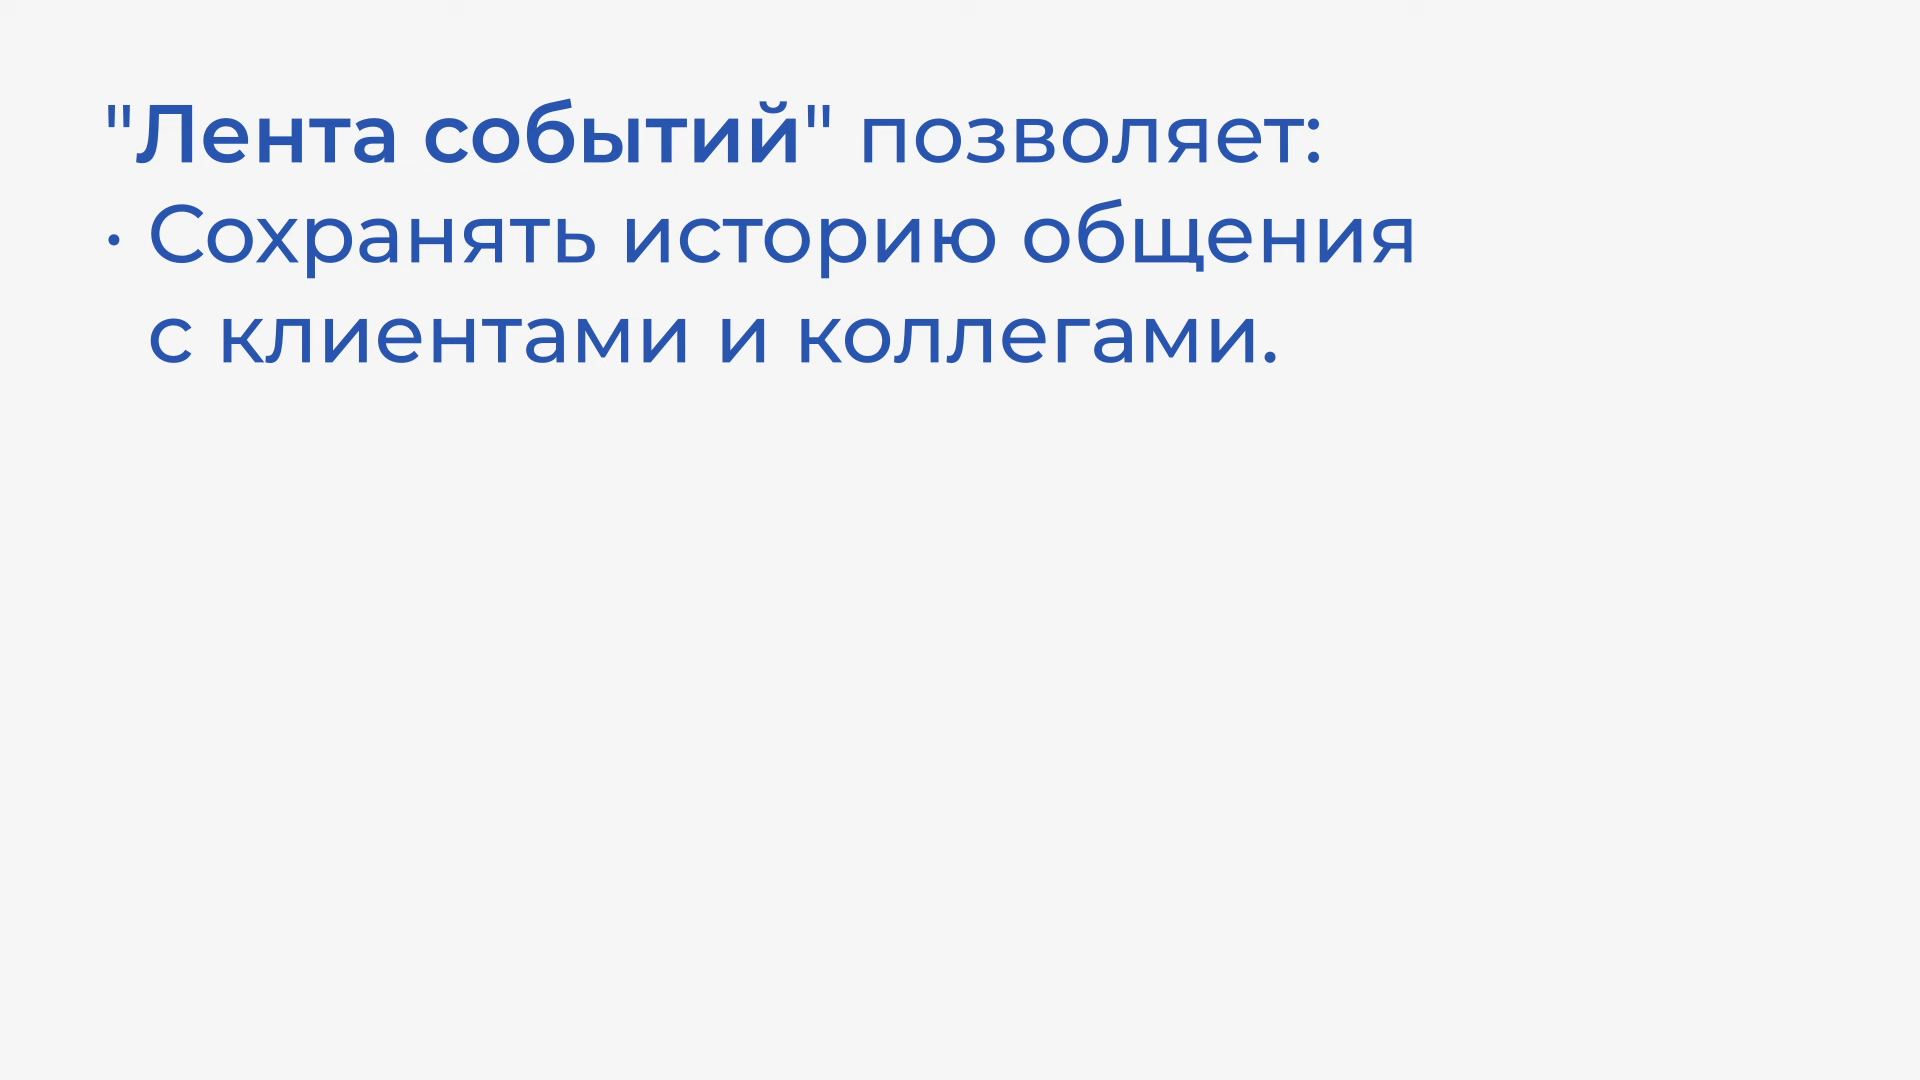 "Лента событий" позволяет:
· Сохранять историю общения
с клиентами и коллегами.